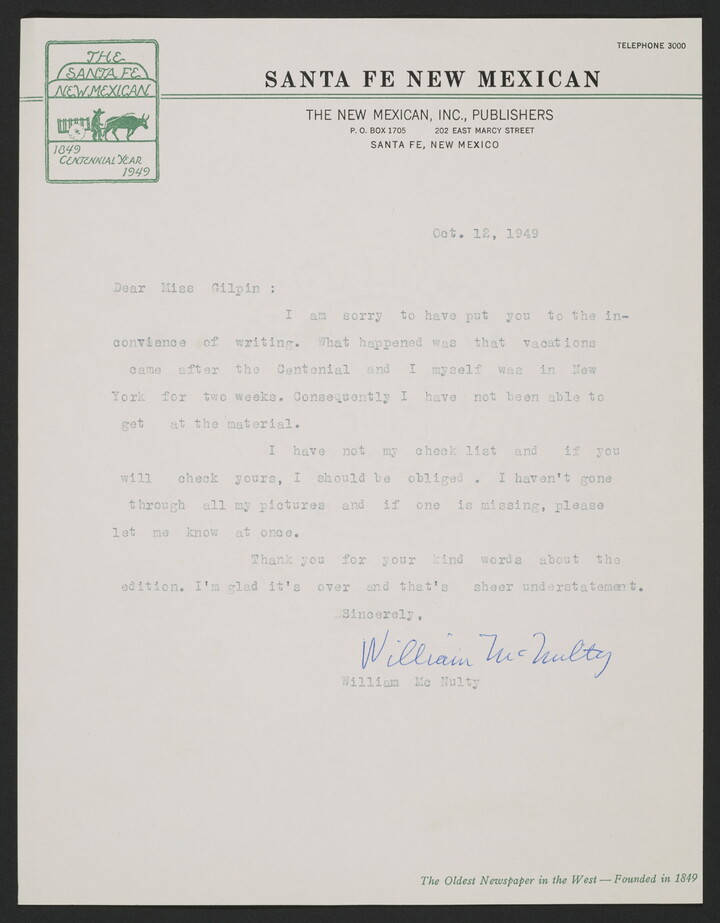 TELEPHONE 3000
THE
SANTA FE
NEW MEXICAN
1849
CENTENNIAL YEAR
1949
SANTA FE NEW MEXICAN
THE NEW MEXICAN, INC., PUBLISHERS
P. O. BOX 1705 202 EAST MARCY STREET
SANTA FE, NEW MEXICO
Oct. 12, 1949
Dear Miss Gilpin :
I am sorry to have put you to the in-
convience of writing. What happened was that vacations
came after the Centenial and I myself was in New
York for two weeks. Consequently I have not been able to
get at the material.
I have not my check list and if you
will check yours, I should be obliged . I haven't gone
through all my pictures and if one is missing, please
let me know at once.
Thank you for your kind words about the
edition. I'm glad it's over and that's sheer understatement.
Sincerely,
William McNulty
William Mc Nulty
The Oldest Newspaper in the West — Founded in 1849